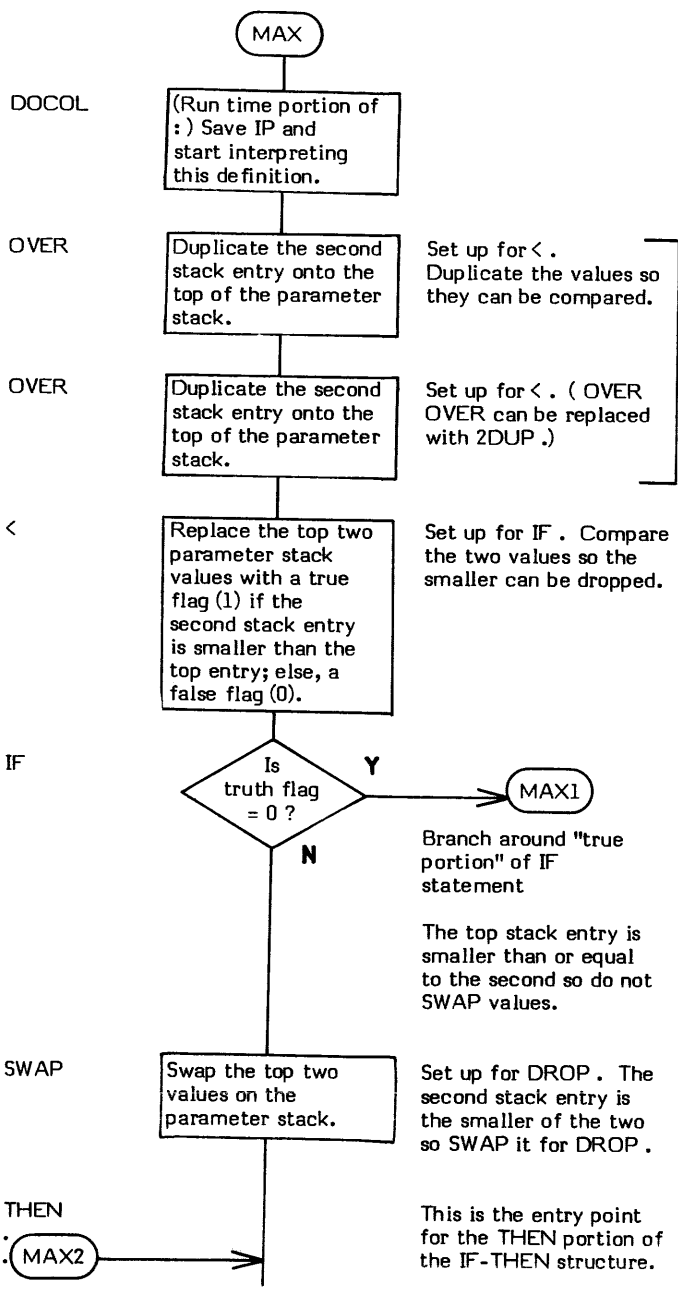 MAX
DOCOL
(Run time portion of
: ) Save IP and
start interpreting
this definition.
OVER
Duplicate the second
stack entry onto the
top of the parameter
stack.
Set up for < .
Duplicate the values so
they can be compared.
OVER
Duplicate the second
stack entry onto the
top of the parameter
stack.
Set up for < . ( OVER
OVER can be replaced
with 2DUP .)
<
Replace the top two
parameter stack
values with a true
flag (1) if the
second stack entry
is smaller than the
top entry; else, a
false flag (0).
Set up for IF . Compare
the two values so the
smaller can be dropped.
IF
Is
truth flag
= 0 ?
Y
MAX1
N
Branch around "true
portion" of IF
statement
The top stack entry is
smaller than or equal
to the second so do not
SWAP values.
SWAP
Swap the top two
values on the
parameter stack.
Set up for DROP . The
second stack entry is
the smaller of the two
so SWAP it for DROP .
THEN
MAX2
This is the entry point
for the THEN portion of
the IF-THEN structure.